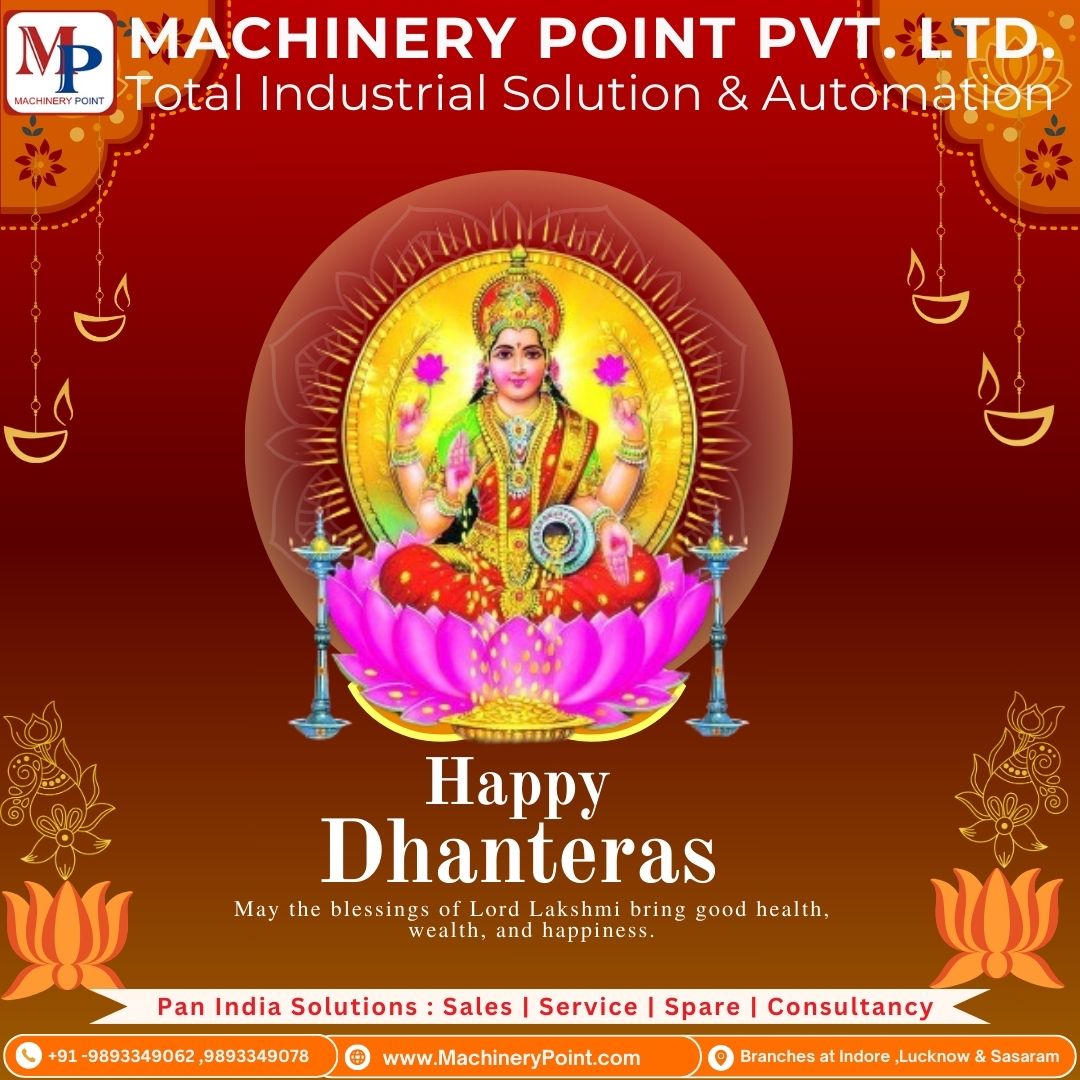 MP
MACHINERY POINT
MACHINERY POINT PVT. LTD.
Total Industrial Solution & Automation
Happy
Dhanteras
May the blessings of Lord Lakshmi bring good health,
wealth, and happiness.
Pan India Solutions : Sales | Service | Spare | Consultancy
+91 -9893349062 ,9893349078
www.MachineryPoint.com
Branches at Indore ,Lucknow & Sasaram